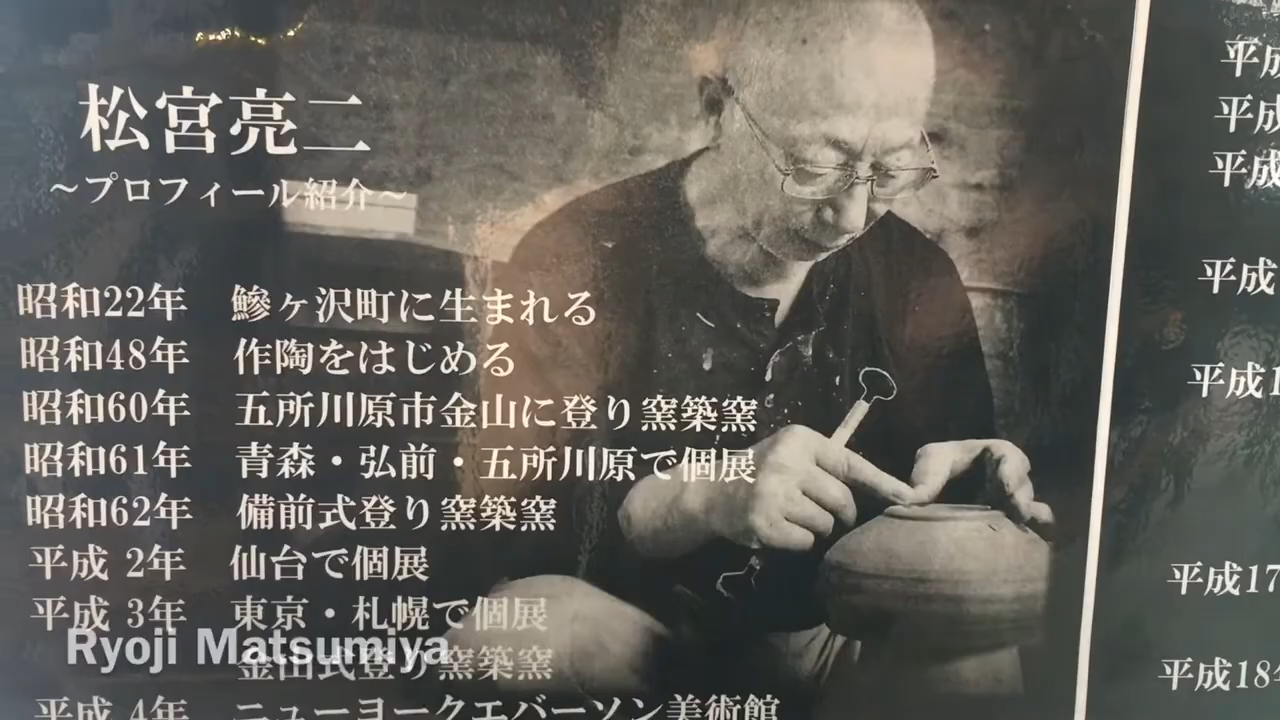 松宮亮二
～プロフィール紹介～
昭和22年 鰺ヶ沢町に生まれる
昭和48年 作陶をはじめる
昭和60年 五所川原市金山に登り窯築窯
昭和61年 青森・弘前・五所川原で個展
昭和62年 備前式登り窯築窯
平成 2年 仙台で個展
平成 3年 東京・札幌で個展
金山式登り窯築窯
平成 4年 ニューヨークエバーソン美術館
Ryoji Matsumiya
平成
平成
平成
平成
平成1
平成17
平成18年